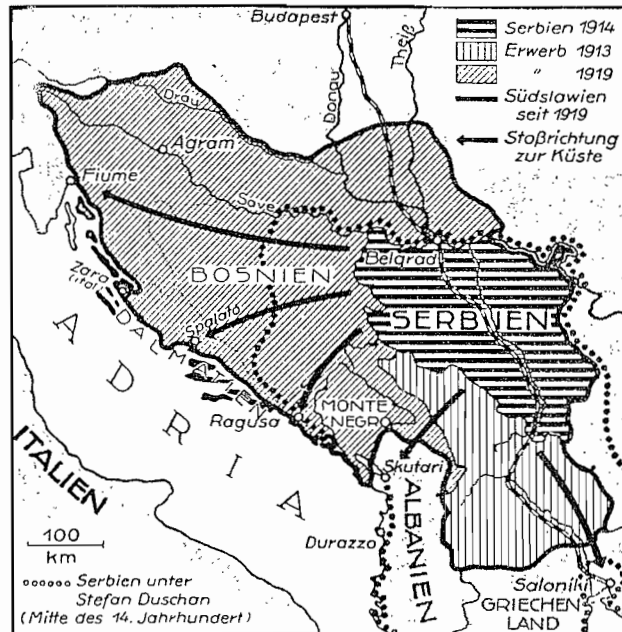 Budapest
Serbien 1914
Erwerb 1913
" 1919
Südslawien
seit 1919
Stoßrichtung
zur Küste
Donau
Theiß
Drau
Agram
Fiume
Save
Belgrad
BOSNIEN
SERBIEN
Zara
(ital.)
Spalato
DALMATIEN
ADRIA
Ragusa
MONTE
NEGRO
Skutari
ITALIEN
ALBANIEN
Durazzo
100
km
Saloniki
GRIECHEN
LAND
Serbien unter
Stefan Duschan
(Mitte des 14. Jahrhundert)